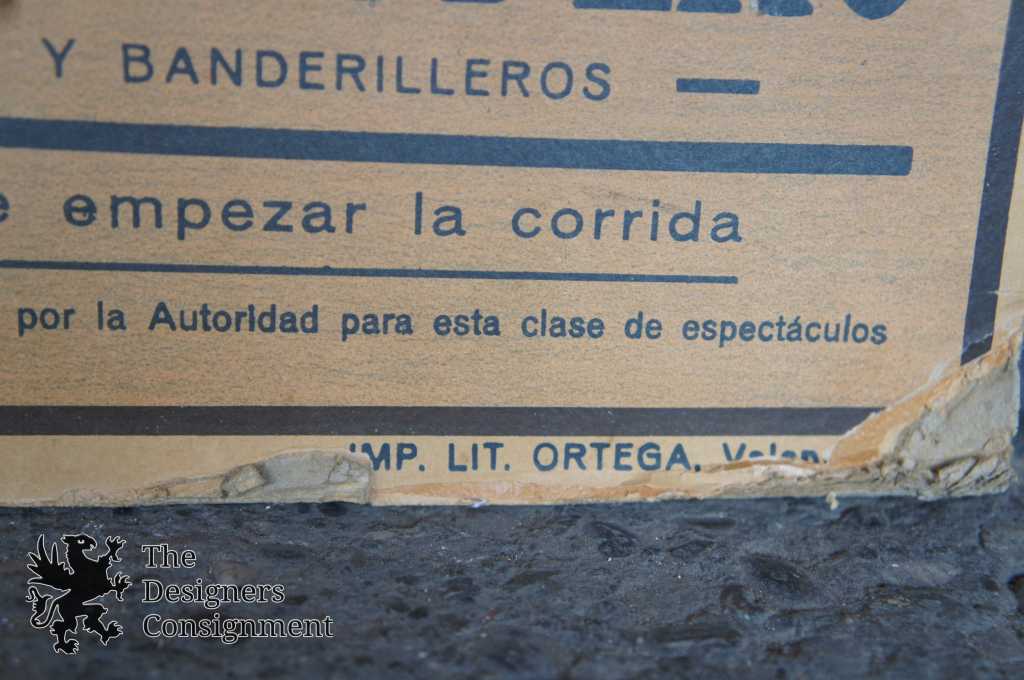 Y BANDERILLEROS —
empezar la corrida
por la Autoridad para esta clase de espectáculos
IMP. LIT. ORTEGA.
The
Designers
Consignment